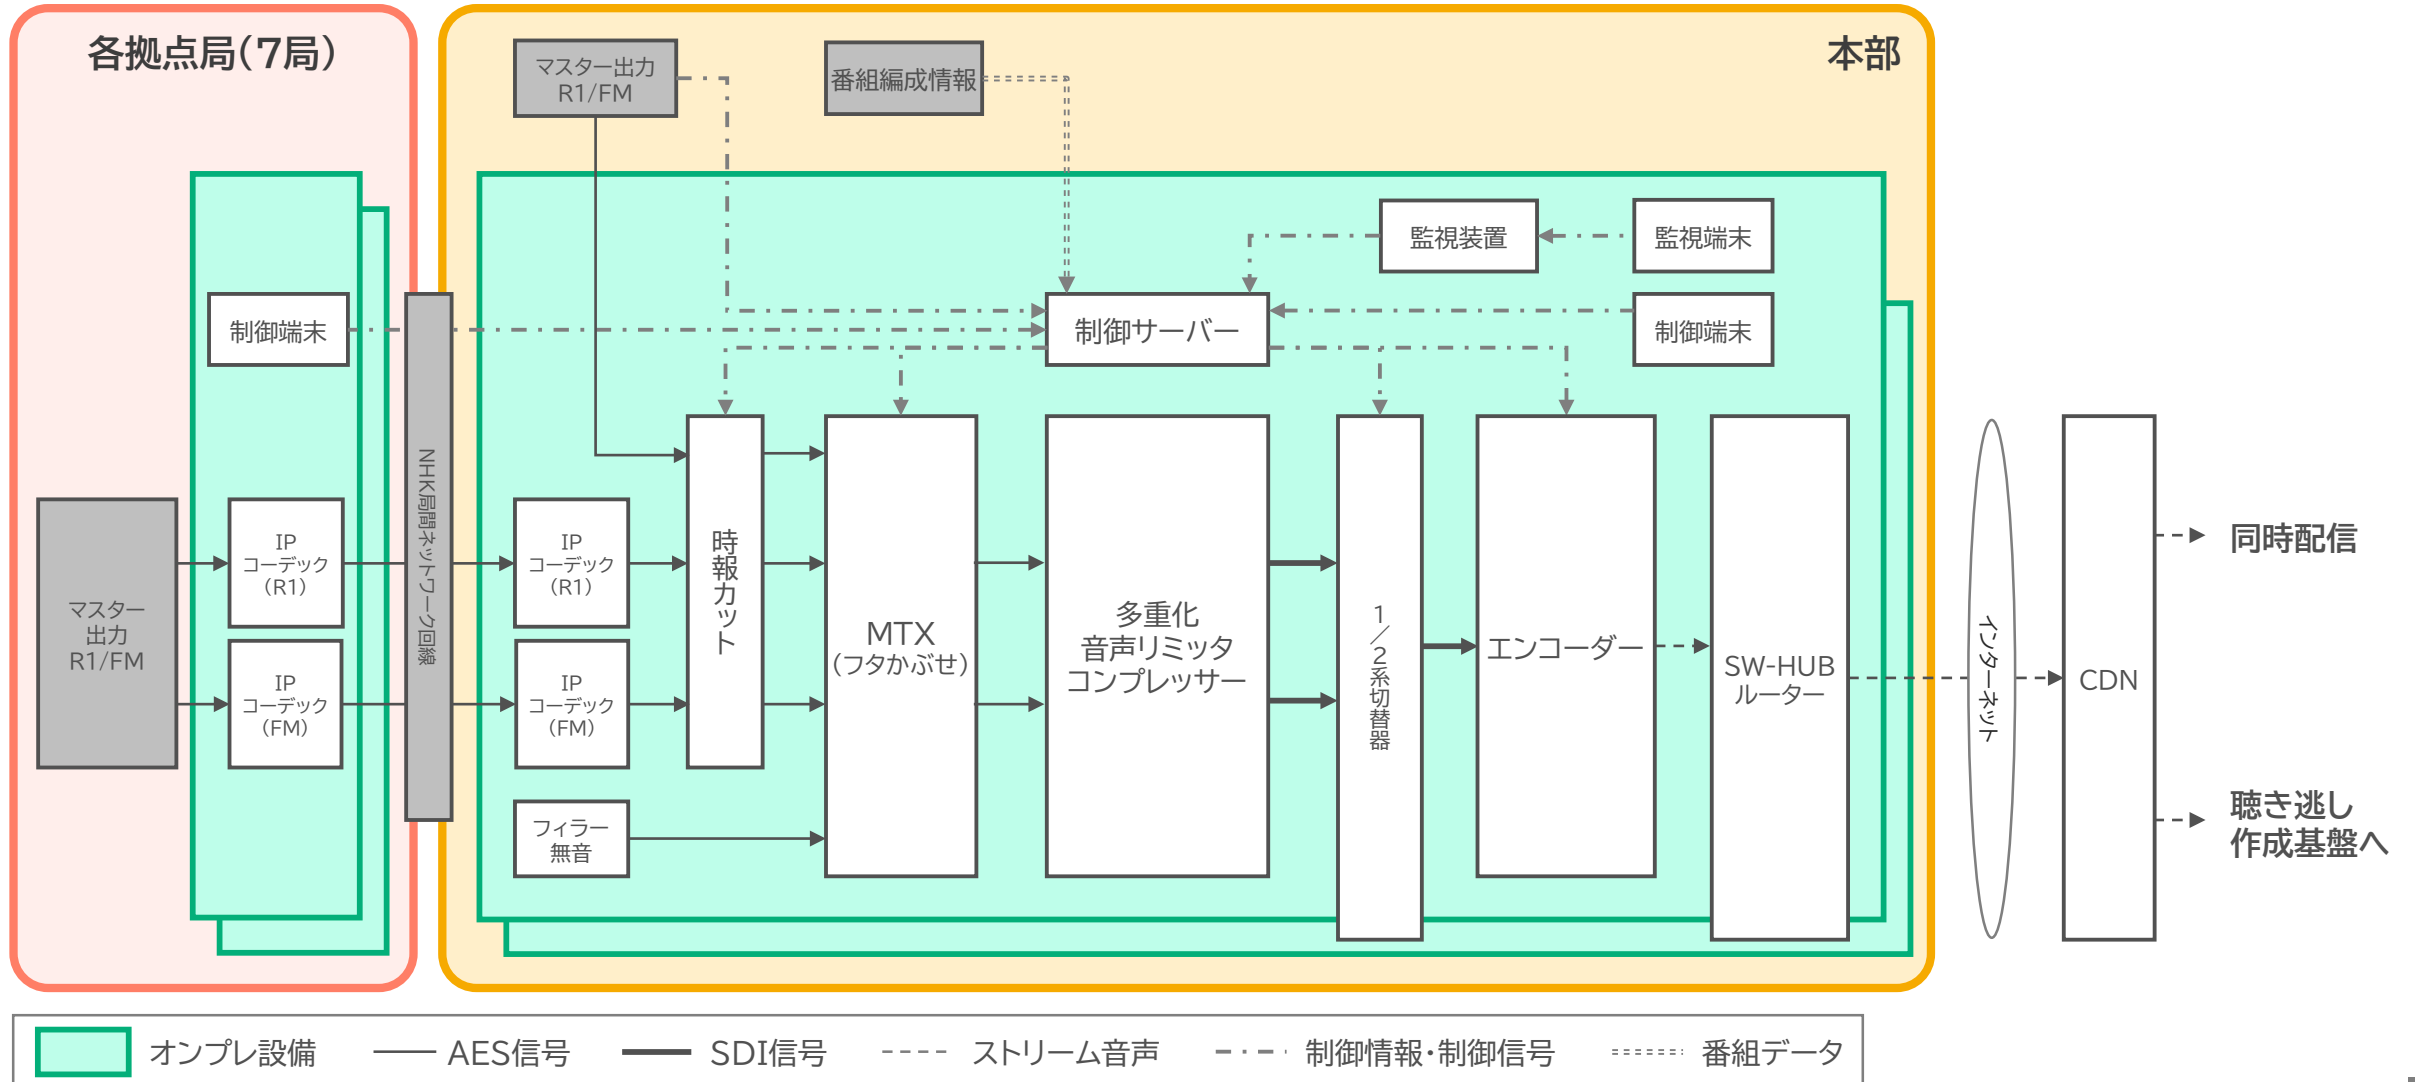 各拠点局(7局)
本部
マスター出力
R1/FM
番組編成情報
監視装置
監視端末
制御端末
制御サーバー
制御端末
NHK局間ネットワーク回線
マスター
出力
R1/FM
IP
コーデック
(R1)
IP
コーデック
(FM)
IP
コーデック
(R1)
IP
コーデック
(FM)
フィラー
無音
時報カット
MTX
(フタかぶせ)
多重化
音声リミッタ
コンプレッサー
1/2系切替器
エンコーダー
SW-HUB
ルーター
インターネット
CDN
同時配信
聴き逃し
作成基盤へ
オンプレ設備
AES信号
SDI信号
ストリーム音声
制御情報・制御信号
番組データ